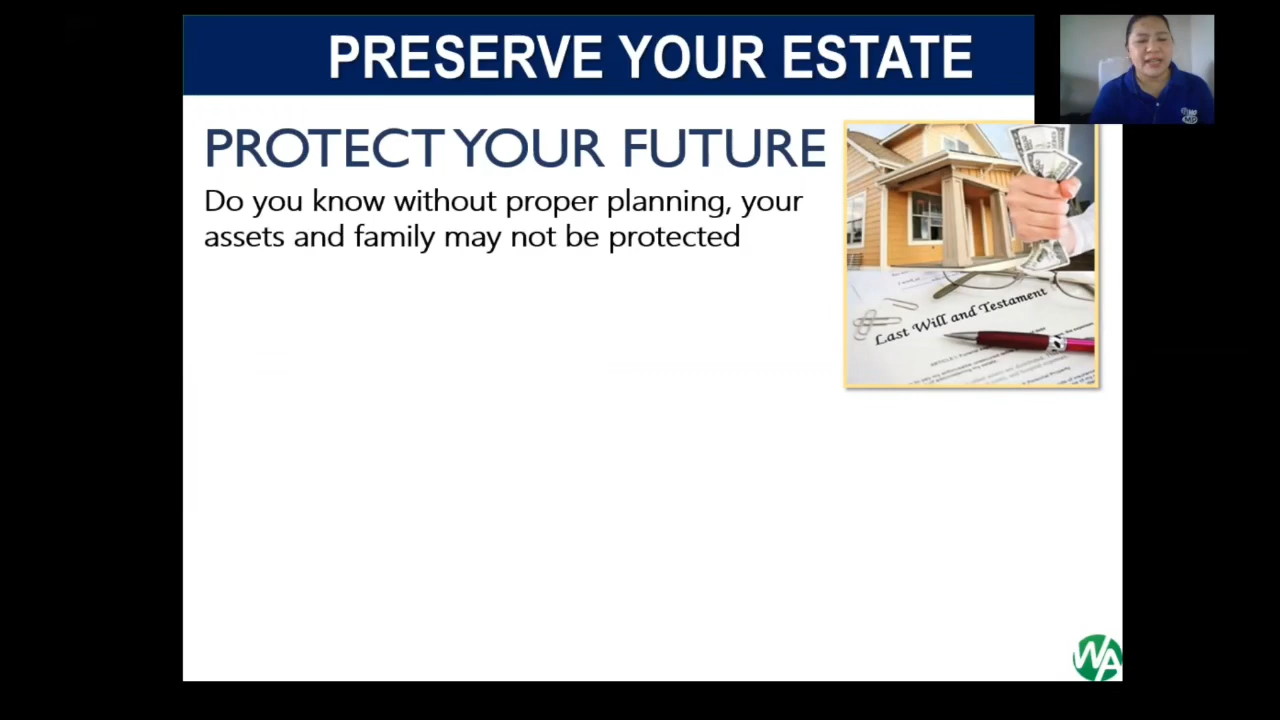 PRESERVE YOUR ESTATE
PROTECT YOUR FUTURE
Do you know without proper planning, your
assets and family may not be protected
Last Will and Testament
WA